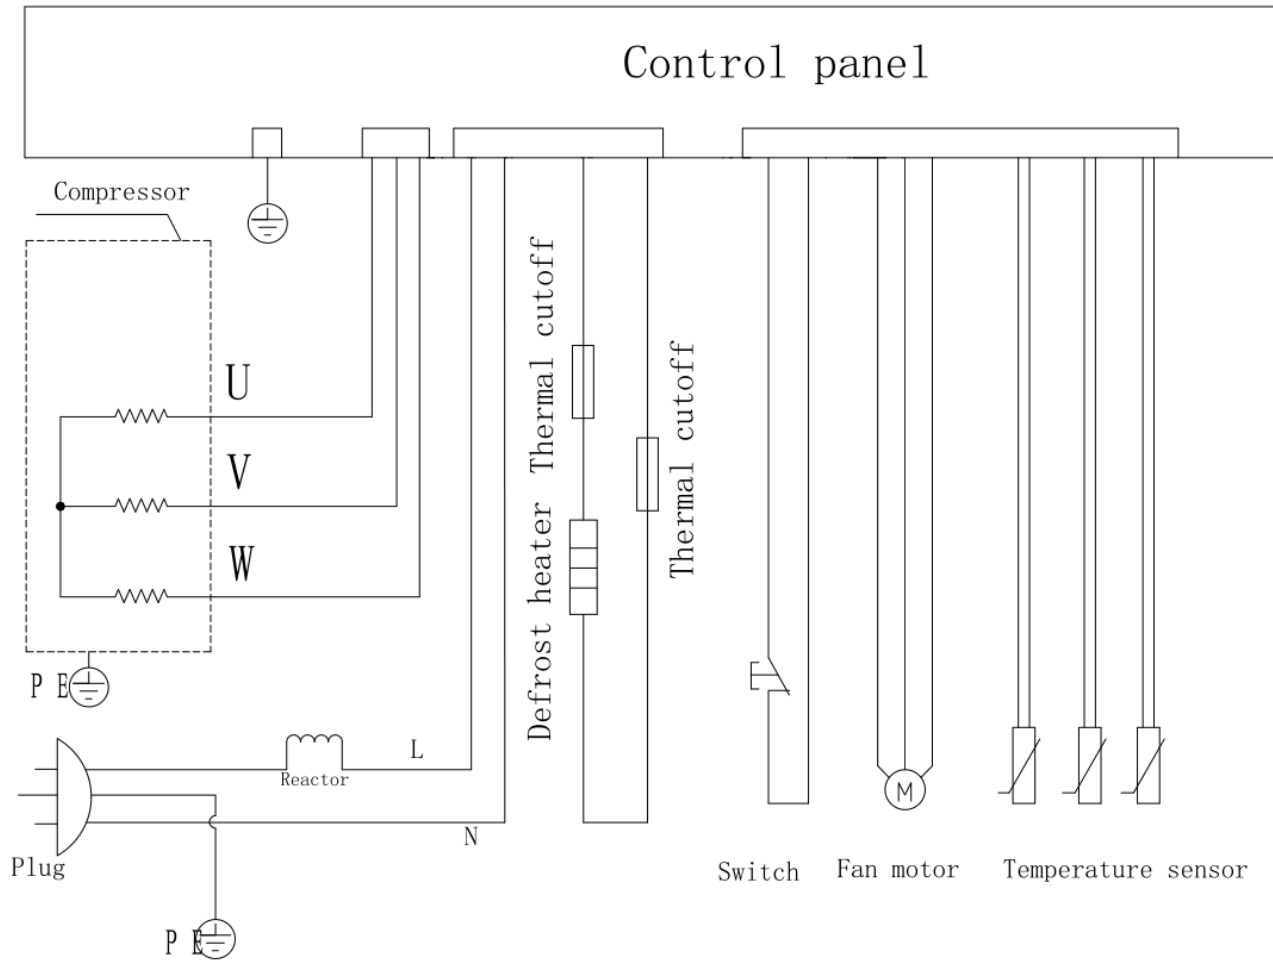 Control panel
Compressor
U
V
W
P E
Defrost heater
Thermal cutoff
Thermal cutoff
L
Reactor
N
Plug
P E
Switch
M
Fan motor
Temperature sensor